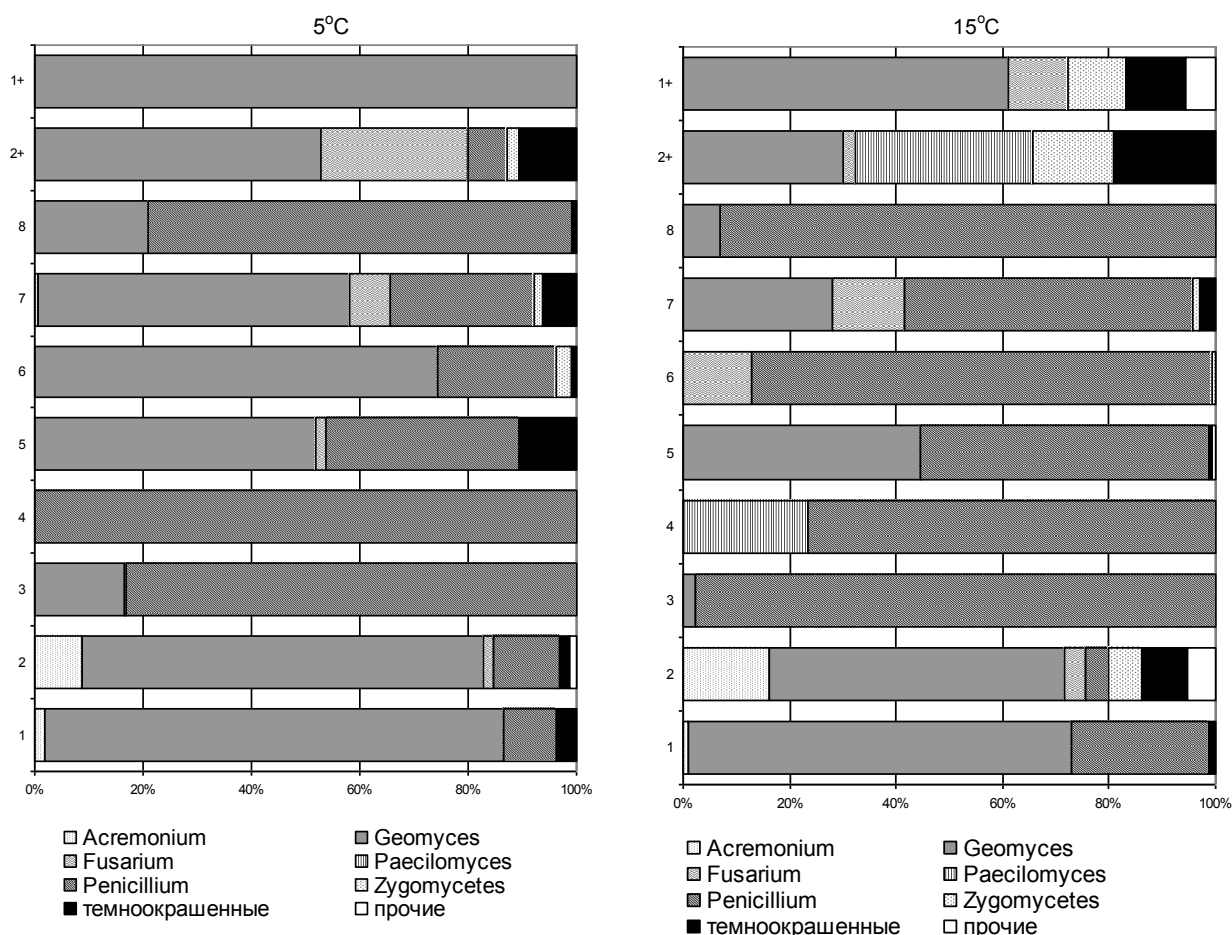 5°C
1+
2+
8
7
6
5
4
3
2
1
0% 20% 40% 60% 80% 100%
Acremonium Geomyces
Fusarium Paecilomyces
Penicillium Zygomycetes
темноокрашенные прочие
15°C
1+
2+
8
7
6
5
4
3
2
1
0% 20% 40% 60% 80% 100%
Acremonium Geomyces
Fusarium Paecilomyces
Penicillium Zygomycetes
темноокрашенные прочие